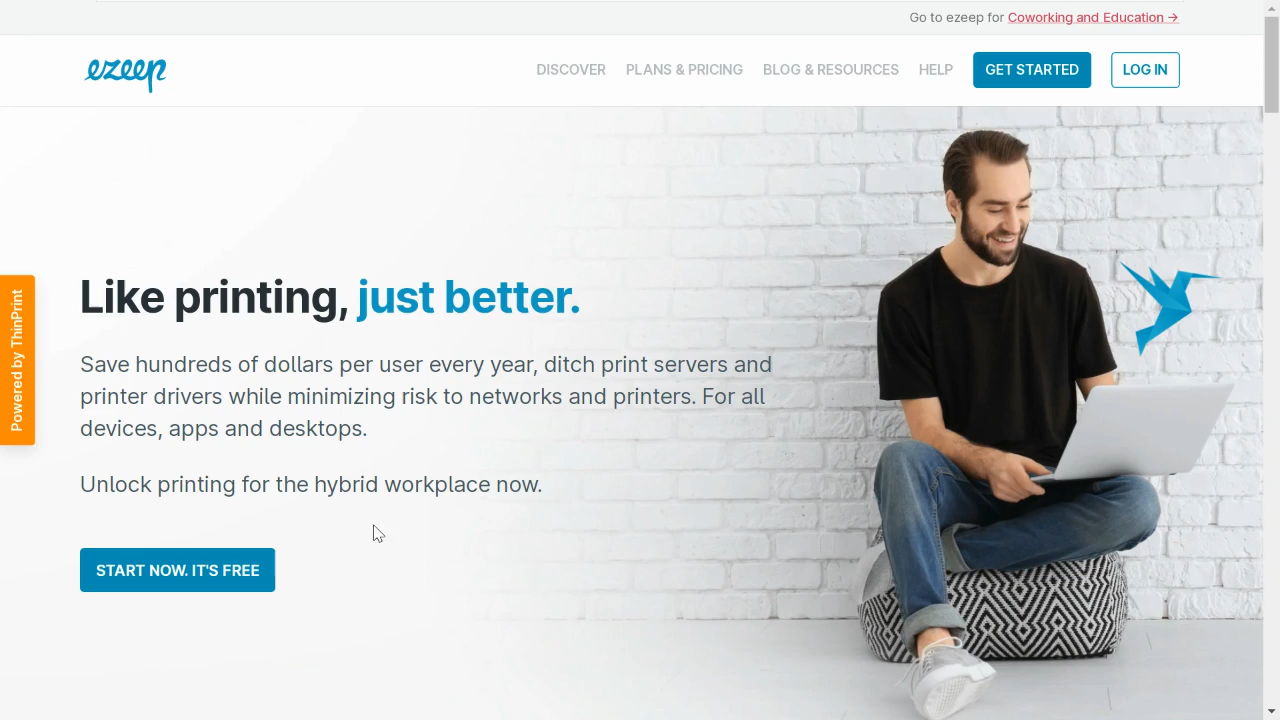 Go to ezeep for Coworking and Education →
ezeep
DISCOVER PLANS & PRICING BLOG & RESOURCES HELP GET STARTED LOG IN
Like printing, just better.
Save hundreds of dollars per user every year, ditch print servers and
printer drivers while minimizing risk to networks and printers. For all
devices, apps and desktops.
Unlock printing for the hybrid workplace now.
START NOW. IT'S FREE
Powered by ThinPrint